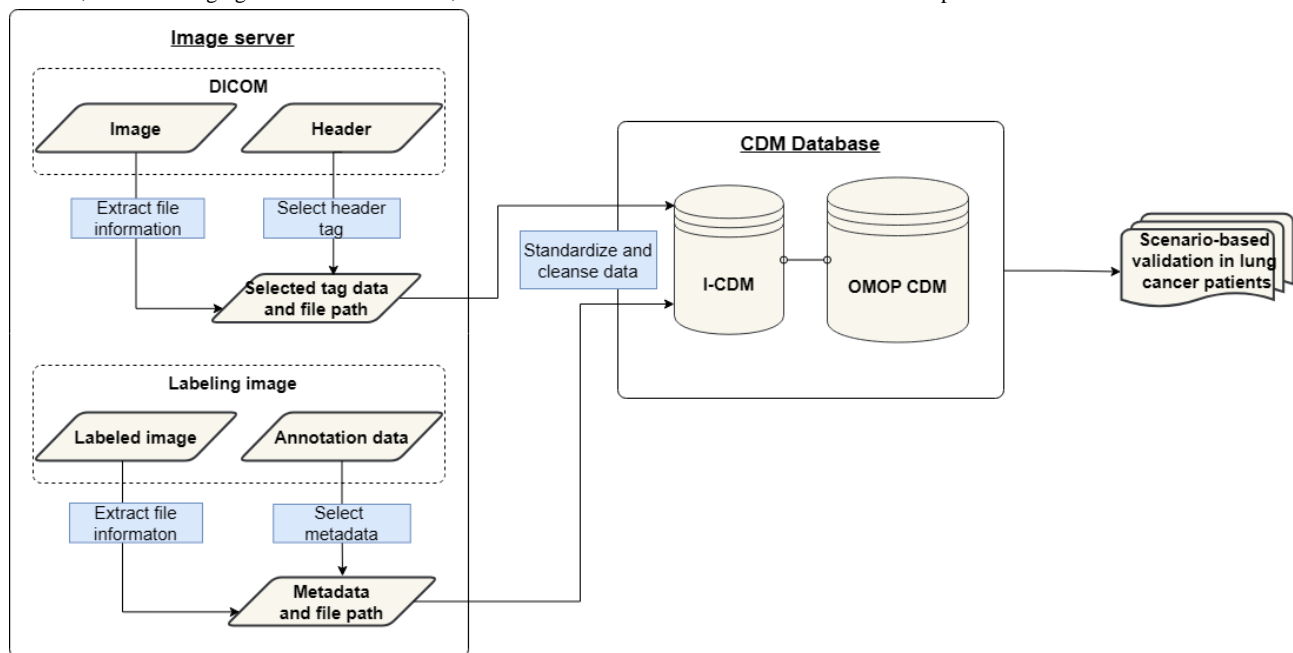 Image server
DICOM
Image
Header
Extract file
information
Select header
tag
Selected tag data
and file path
Labeling image
Labeled image
Annotation data
Extract file
informaton
Select
metadata
Metadata
and file path
Standardize and
cleanse data
CDM Database
I-CDM
OMOP CDM
Scenario-based
validation in lung
cancer patients